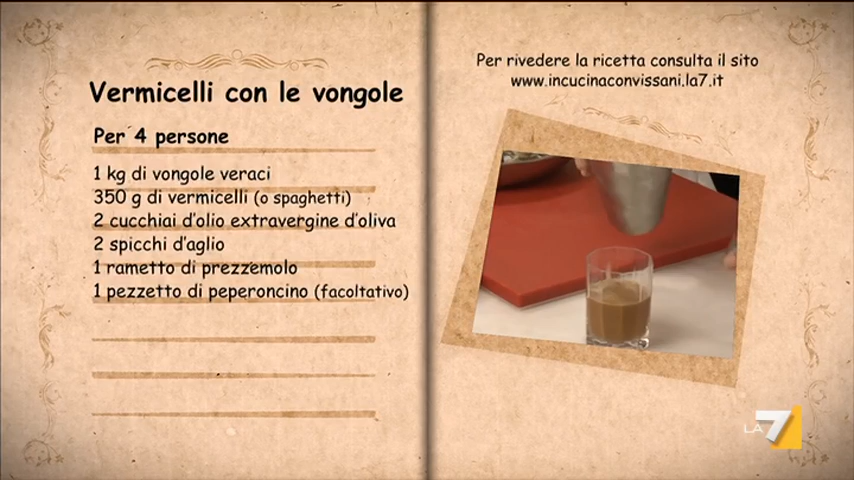 Vermicelli con le vongole
Per 4 persone
1 kg di vongole veraci
350 g di vermicelli (o spaghetti)
2 cucchiai d'olio extravergine d'oliva
2 spicchi d'aglio
1 rametto di prezzemolo
1 pezzetto di peperoncino (facoltativo)
Per rivedere la ricetta consulta il sito
www.incucinaconvissani.la7.it
LA7